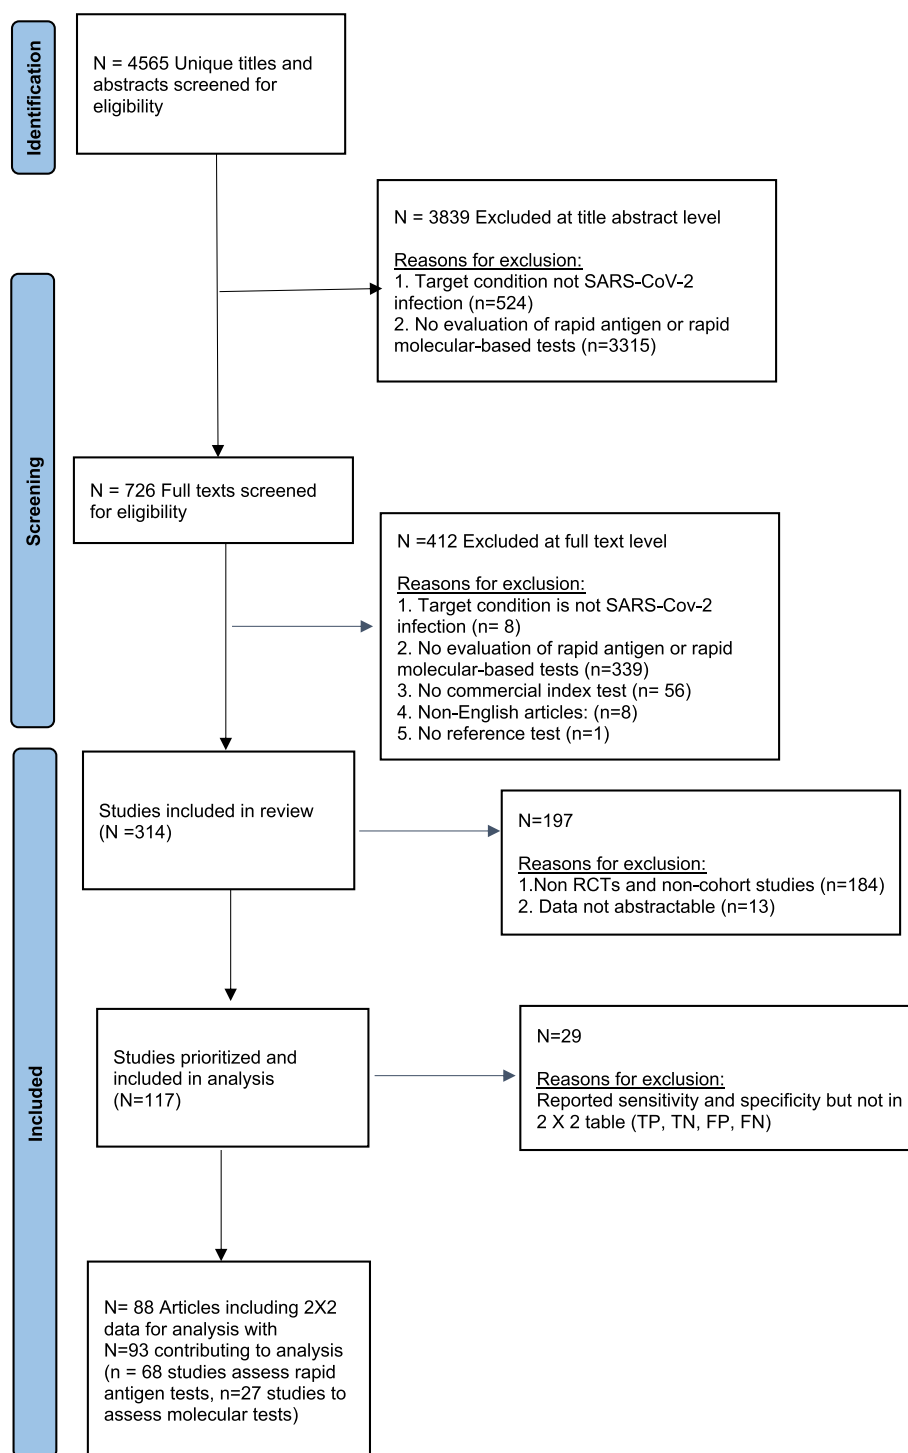 Identification
N = 4565 Unique titles and
abstracts screened for
eligibility
N = 3839 Excluded at title abstract level
Reasons for exclusion:
1. Target condition not SARS-CoV-2
infection (n=524)
2. No evaluation of rapid antigen or rapid
molecular-based tests (n=3315)
Screening
N = 726 Full texts screened
for eligibility
N =412 Excluded at full text level
Reasons for exclusion:
1. Target condition is not SARS-Cov-2
infection (n= 8)
2. No evaluation of rapid antigen or rapid
molecular-based tests (n=339)
3. No commercial index test (n= 56)
4. Non-English articles: (n=8)
5. No reference test (n=1)
Included
Studies included in review
(N =314)
N=197
Reasons for exclusion:
1.Non RCTs and non-cohort studies (n=184)
2. Data not abstractable (n=13)
Studies prioritized and
included in analysis
(N=117)
N=29
Reasons for exclusion:
Reported sensitivity and specificity but not in
2 X 2 table (TP, TN, FP, FN)
N= 88 Articles including 2X2
data for analysis with
N=93 contributing to analysis
(n = 68 studies assess rapid
antigen tests, n=27 studies to
assess molecular tests)